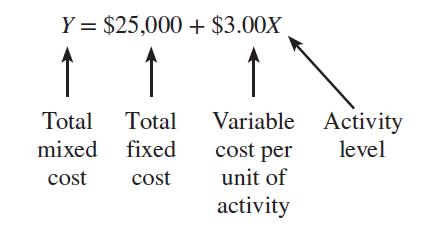 Y = $25,000 + $3.00X
Total mixed cost
Total fixed cost
Variable cost per unit of activity
Activity level